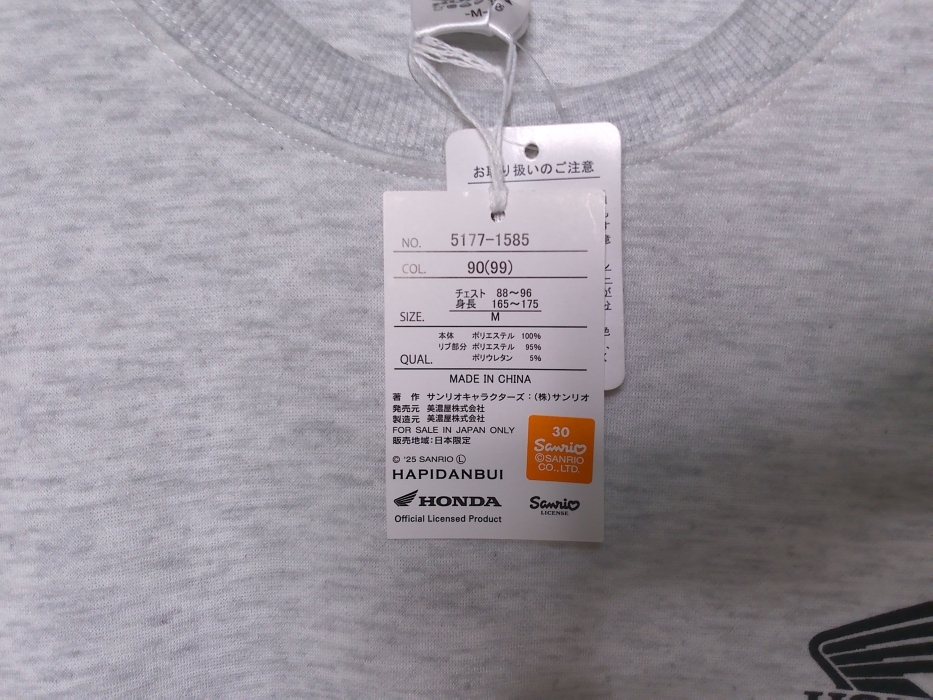 -M-
お取り扱いのご注意
NO. 5177-1585
COL. 90(99)
チェスト 88〜96
身長 165〜175
SIZE. M
本体 ポリエステル 100%
リブ部分 ポリエステル 95%
QUAL. ポリウレタン 5%
MADE IN CHINA
著 作 サンリオキャラクターズ：(株)サンリオ
発売元 美濃屋株式会社
製造元 美濃屋株式会社
FOR SALE IN JAPAN ONLY
販売地域：日本限定
© '25 SANRIO Ⓛ
HAPIDANBUI
30
Sanrio
©SANRIO
CO.,LTD.
HONDA
Official Licensed Product
Sanrio
LICENSE